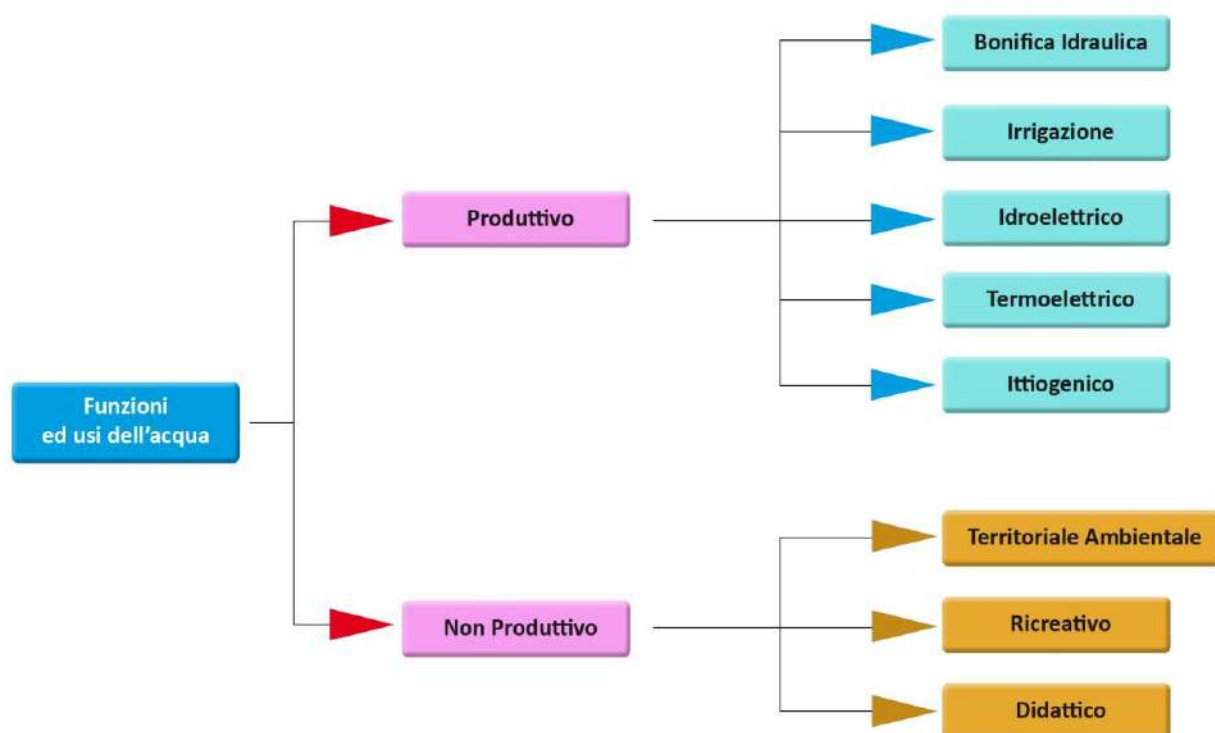 Funzioni
ed usi dell'acqua
Produttivo
Bonifica Idraulica
Irrigazione
Idroelettrico
Termoelettrico
Ittiogenico
Non Produttivo
Territoriale Ambientale
Ricreativo
Didattico